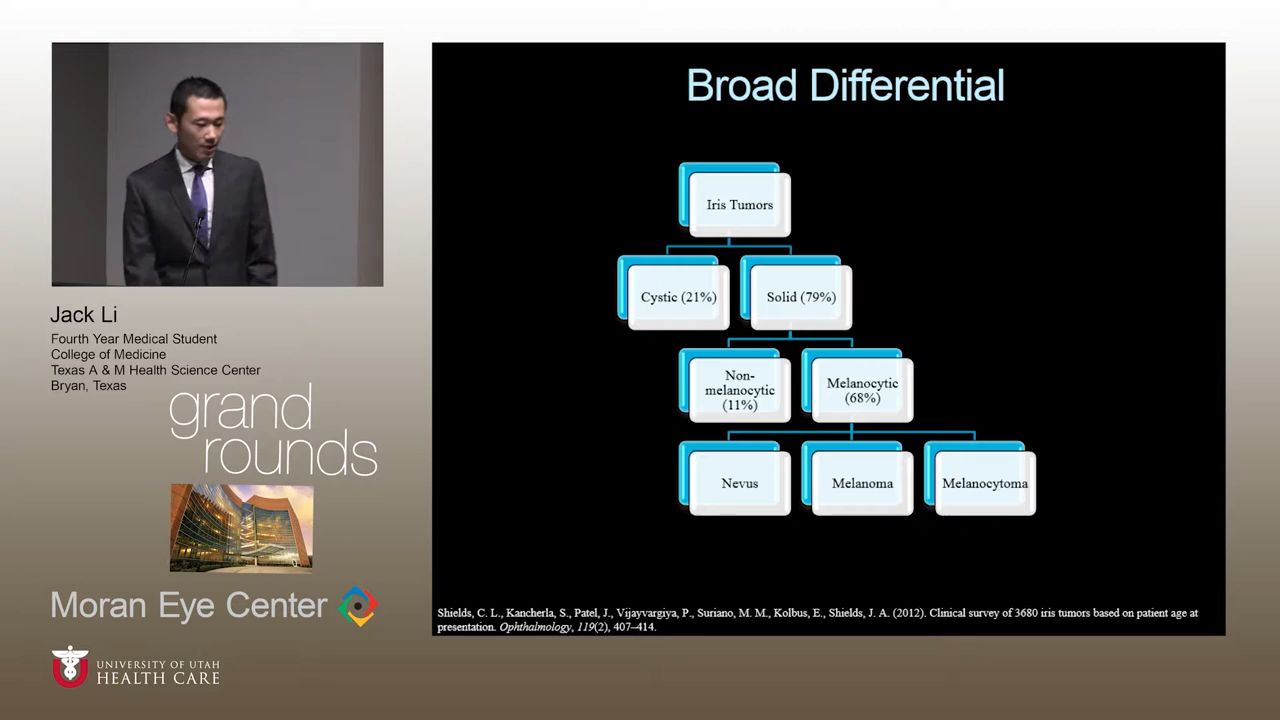 Broad Differential
Iris Tumors
Cystic (21%)
Solid (79%)
Non-
melanocytic
(11%)
Melanocytic
(68%)
Nevus
Melanoma
Melanocytoma
Shields, C. L., Kancherla, S., Patel, J., Vijayvargiya, P., Suriano, M. M., Kolbus, E., Shields, J. A. (2012). Clinical survey of 3680 iris tumors based on patient age at
presentation. Ophthalmology, 119(2), 407–414.
Jack Li
Fourth Year Medical Student
College of Medicine
Texas A & M Health Science Center
Bryan, Texas
grand
rounds
Moran Eye Center
UNIVERSITY OF UTAH
HEALTH CARE